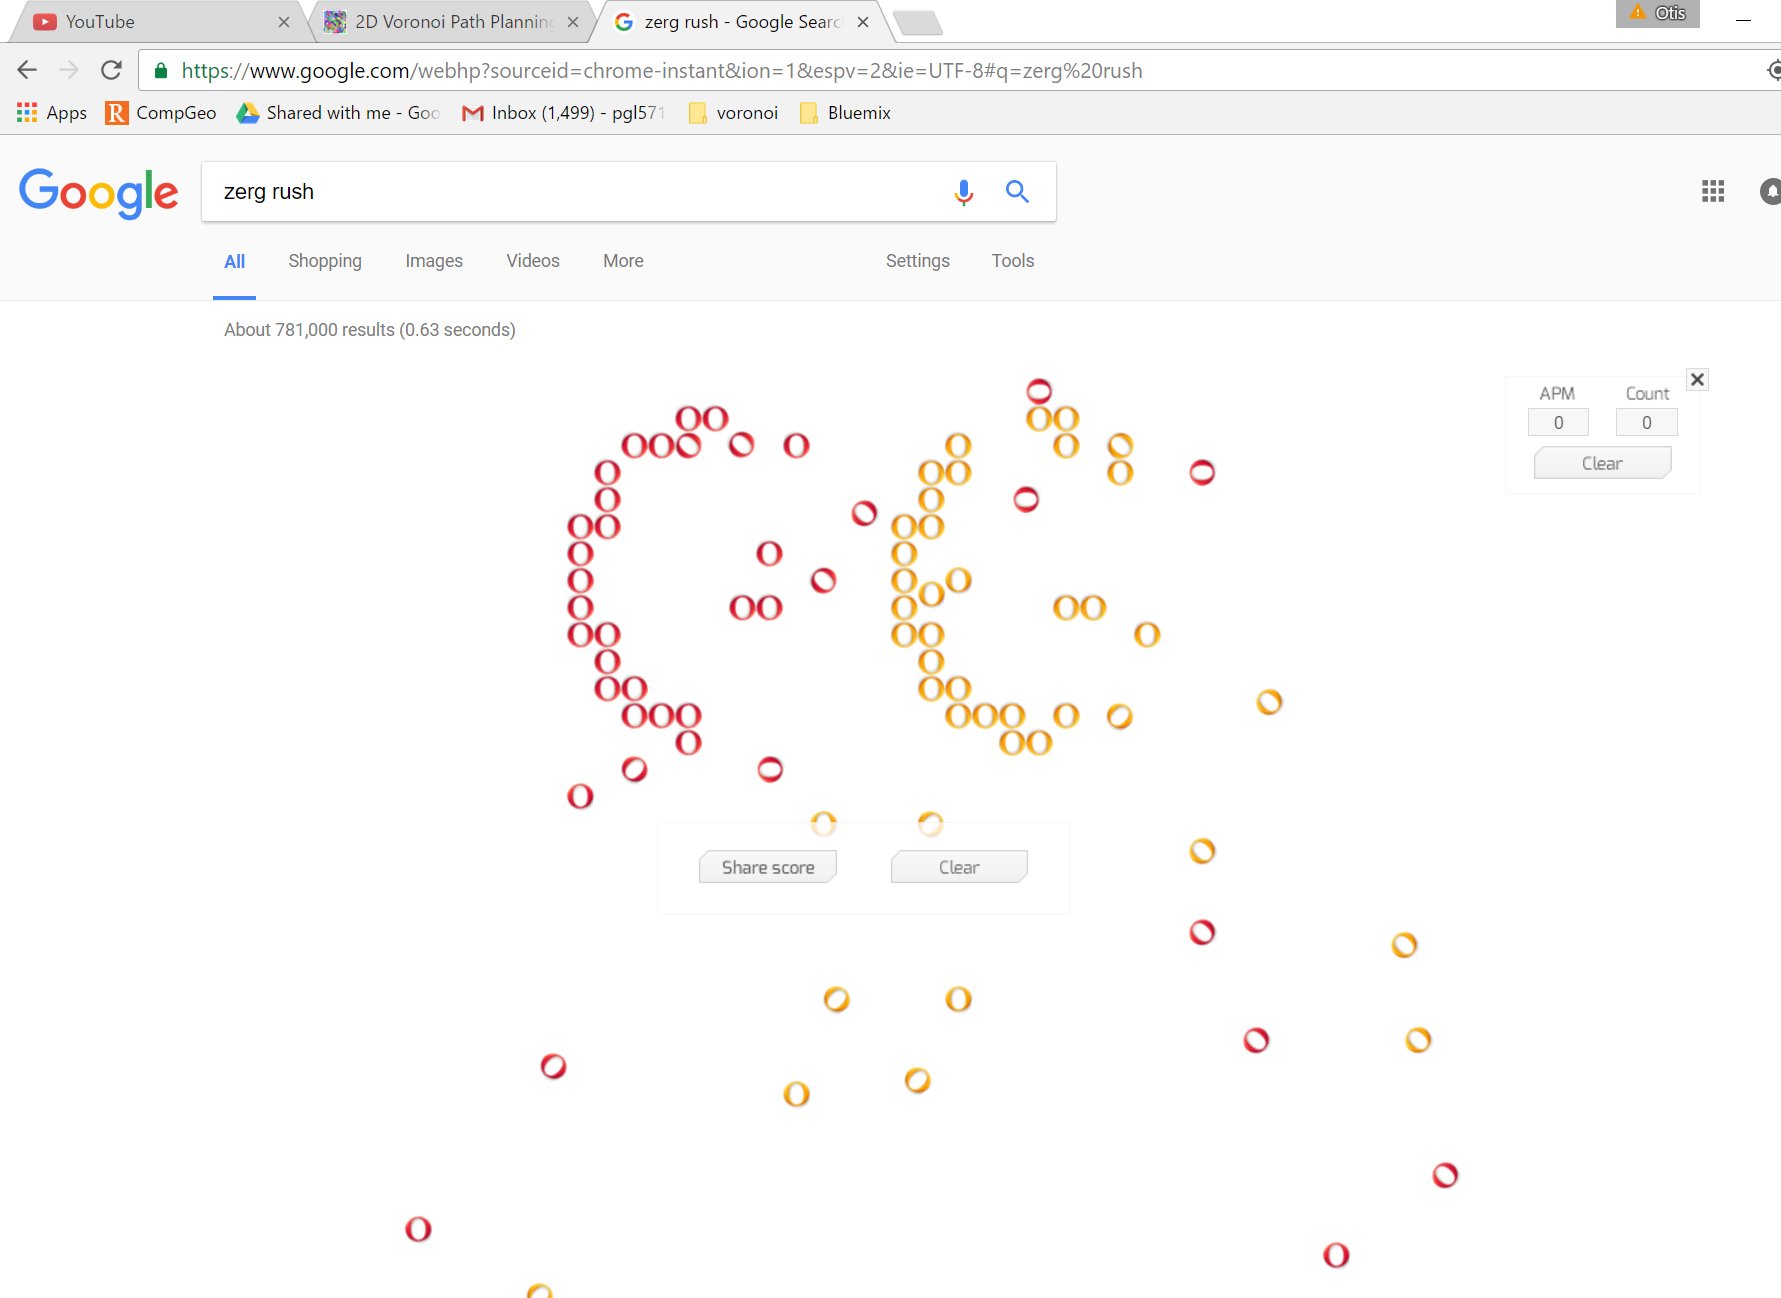 YouTube
2D Voronoi Path Planning
zerg rush - Google Searc
Otis
https://www.google.com/webhp?sourceid=chrome-instant&ion=1&espv=2&ie=UTF-8#q=zerg%20rush
Apps
R CompGeo
Shared with me - Goo
Inbox (1,499) - pgl571
voronoi
Bluemix
Google
zerg rush
All Shopping Images Videos More Settings Tools
About 781,000 results (0.63 seconds)
APM Count
0 0
Clear
Share score Clear